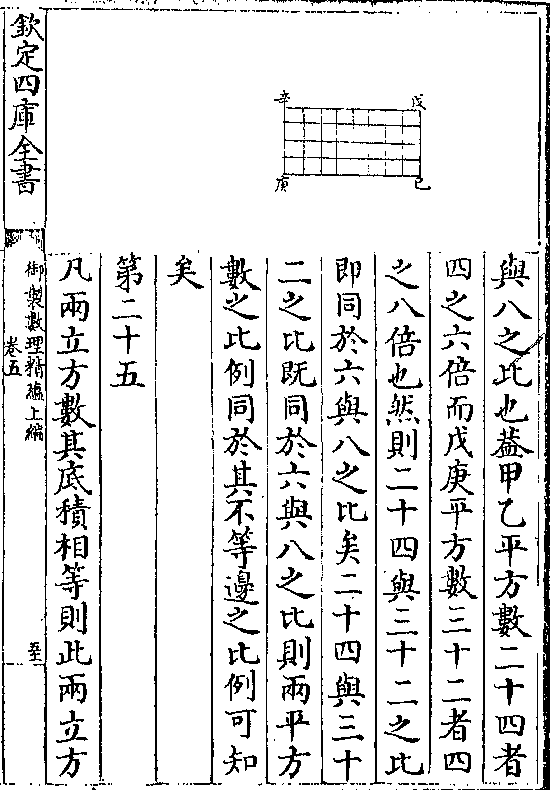 戊
己
辛
庚
與八之比也葢甲乙平方數二十四者
四之六倍而戊庚平方數三十二者四
之八倍也然則二十四與三十二之比
即同於六與八之比矣二十四與三十
二之比既同於六與八之比則兩平方
數之比例同於其不等邊之比例可知
矣
第二十五
凡兩立方數其底積相等則此兩立方
欽定四庫全書
御製數理精藴上編
卷五